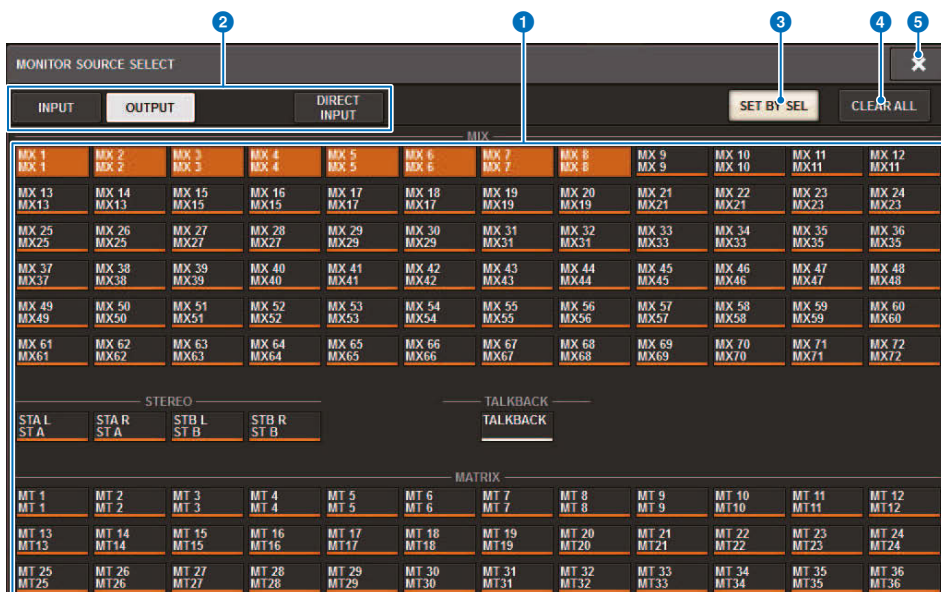 2 1 3 4 5
MONITOR SOURCE SELECT
INPUT OUTPUT DIRECT INPUT SET BY SEL CLEAR ALL
MIX
MX 1 MX 2 MX 3 MX 4 MX 5 MX 6 MX 7 MX 8 MX 9 MX 10 MX 11 MX 12
MX 1 MX 2 MX 3 MX 4 MX 5 MX 6 MX 7 MX 8 MX 9 MX 10 MX11 MX11
MX 13 MX 14 MX 15 MX 16 MX 17 MX 18 MX 19 MX 20 MX 21 MX 22 MX 23 MX 24
MX13 MX13 MX15 MX15 MX17 MX17 MX19 MX19 MX21 MX21 MX23 MX23
MX 25 MX 26 MX 27 MX 28 MX 29 MX 30 MX 31 MX 32 MX 33 MX 34 MX 35 MX 36
MX25 MX25 MX27 MX27 MX29 MX29 MX31 MX31 MX33 MX33 MX35 MX35
MX 37 MX 38 MX 39 MX 40 MX 41 MX 42 MX 43 MX 44 MX 45 MX 46 MX 47 MX 48
MX37 MX38 MX39 MX40 MX41 MX42 MX43 MX44 MX45 MX46 MX47 MX48
MX 49 MX 50 MX 51 MX 52 MX 53 MX 54 MX 55 MX 56 MX 57 MX 58 MX 59 MX 60
MX49 MX50 MX51 MX52 MX53 MX54 MX55 MX56 MX57 MX58 MX59 MX60
MX 61 MX 62 MX 63 MX 64 MX 65 MX 66 MX 67 MX 68 MX 69 MX 70 MX 71 MX 72
MX61 MX62 MX63 MX64 MX65 MX66 MX67 MX68 MX69 MX70 MX71 MX72
STEREO TALKBACK
STA L STA R STB L STB R TALKBACK
ST A ST A ST B ST B
MATRIX
MT 1 MT 2 MT 3 MT 4 MT 5 MT 6 MT 7 MT 8 MT 9 MT 10 MT 11 MT 12
MT 1 MT 2 MT 3 MT 4 MT 5 MT 6 MT 7 MT 8 MT 9 MT10 MT11 MT12
MT 13 MT 14 MT 15 MT 16 MT 17 MT 18 MT 19 MT 20 MT 21 MT 22 MT 23 MT 24
MT13 MT14 MT15 MT16 MT17 MT18 MT19 MT20 MT21 MT22 MT23 MT24
MT 25 MT 26 MT 27 MT 28 MT 29 MT 30 MT 31 MT 32 MT 33 MT 34 MT 35 MT 36
MT25 MT26 MT27 MT28 MT29 MT30 MT31 MT32 MT33 MT34 MT35 MT36